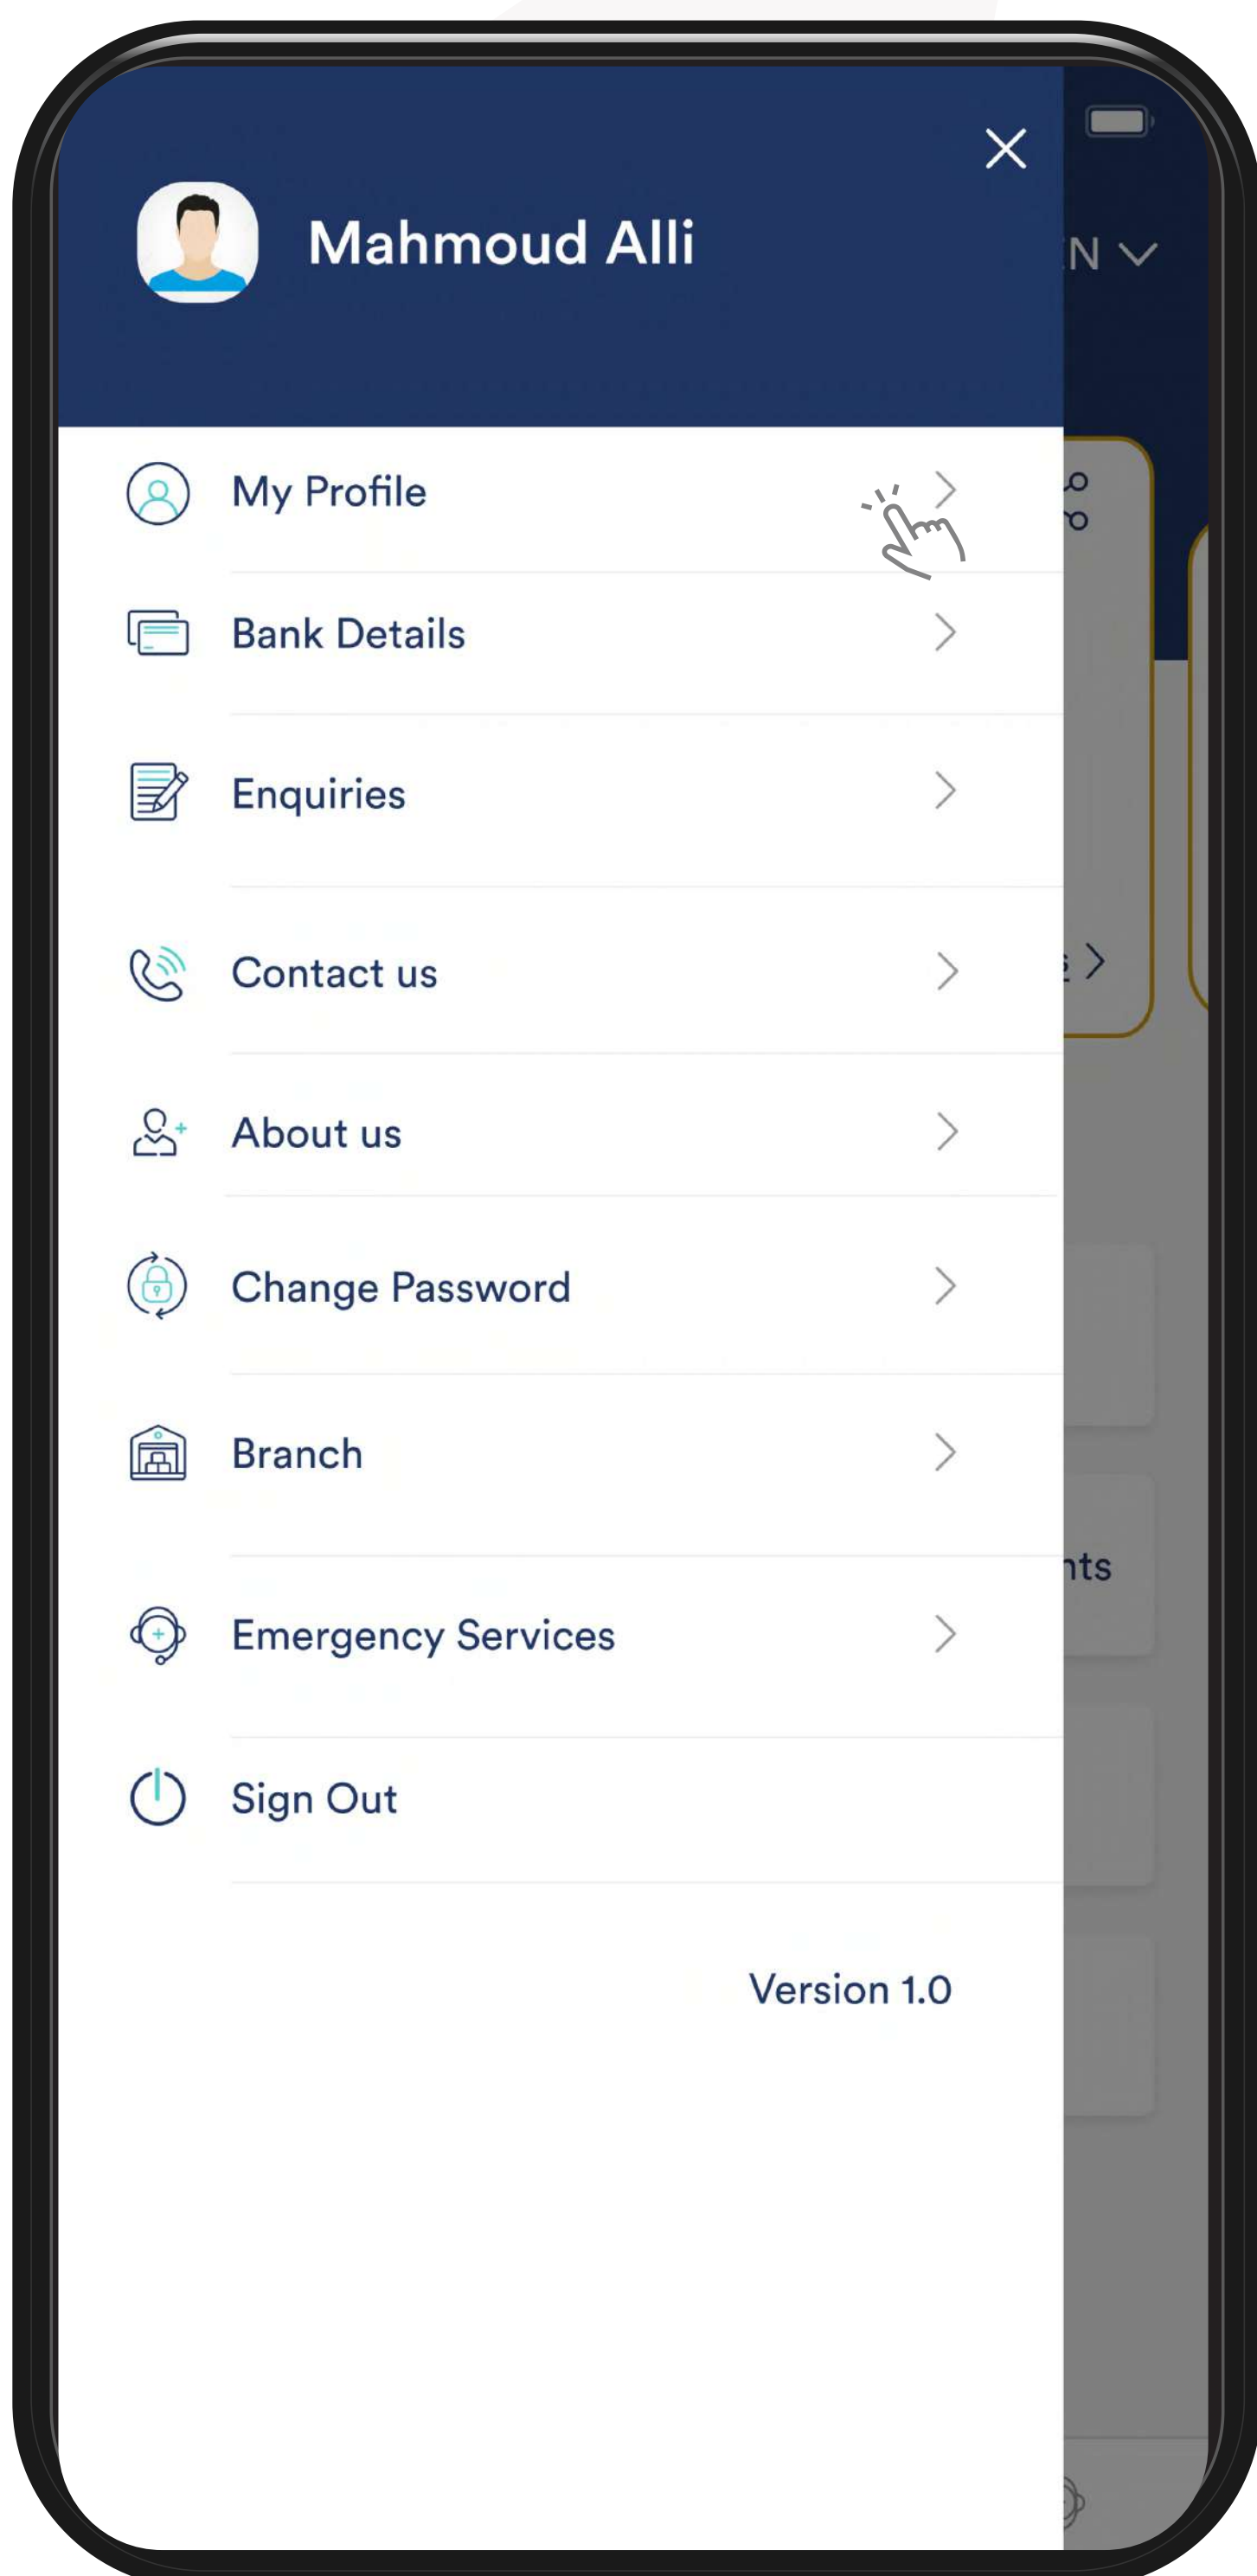 Mahmoud Alli
My Profile
Bank Details
Enquiries
Contact us
About us
Change Password
Branch
Emergency Services
Sign Out
Version 1.0